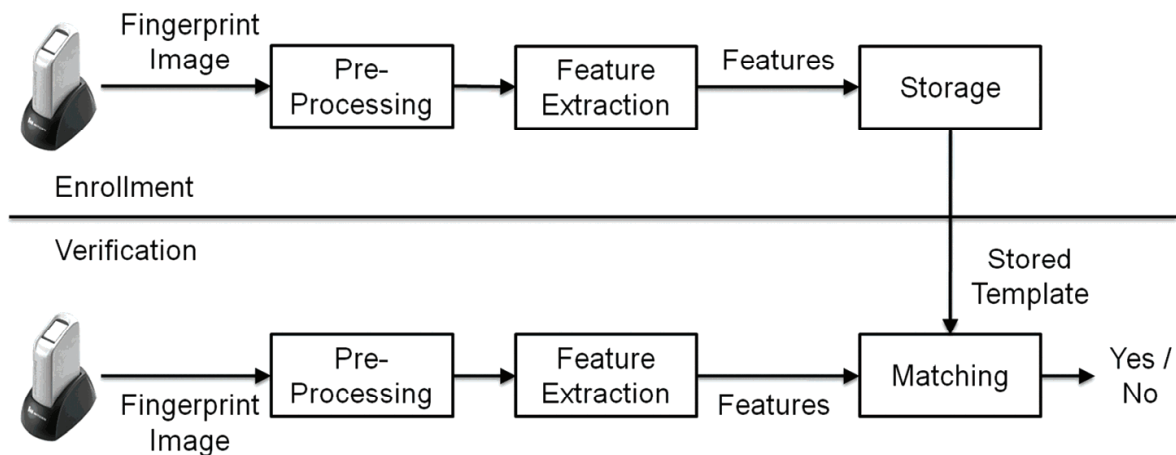 Fingerprint
Image
Pre-
Processing
Feature
Extraction
Features
Storage
Enrollment
Verification
Stored
Template
Pre-
Processing
Feature
Extraction
Matching
Yes /
No
Fingerprint
Image
Features